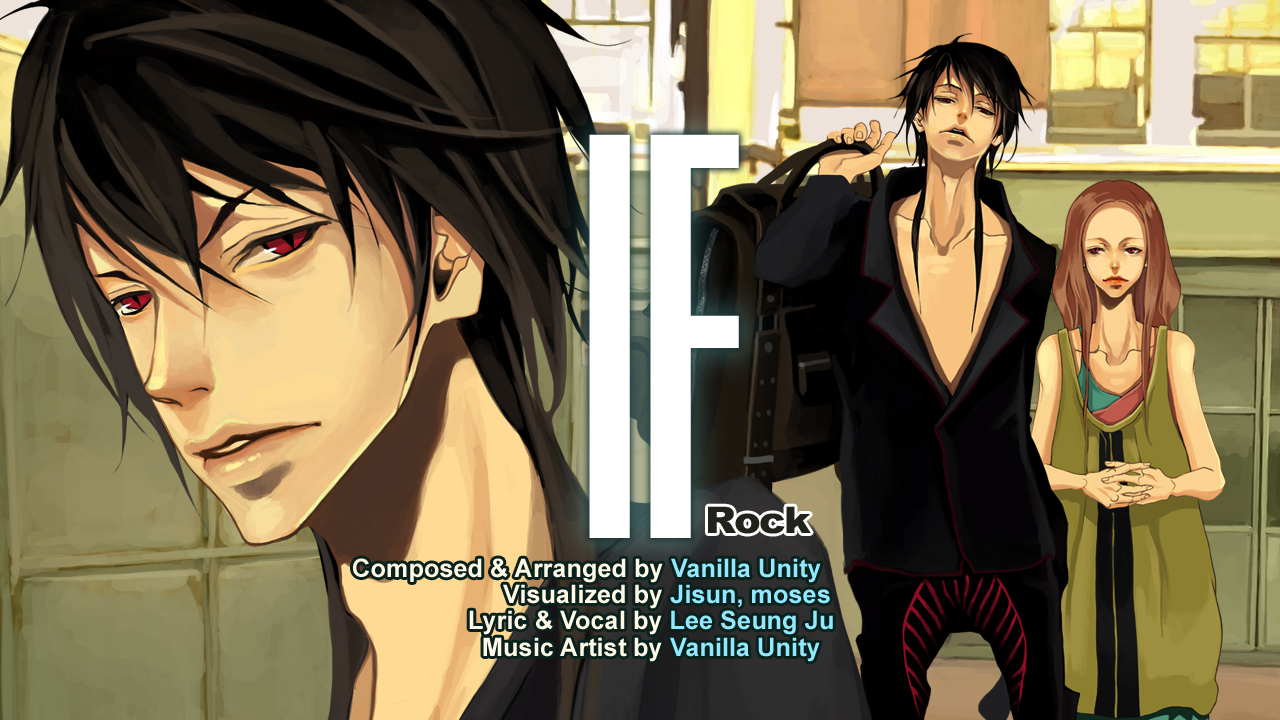 IF
Rock
Composed & Arranged by Vanilla Unity
Visualized by Jisun, moses
Lyric & Vocal by Lee Seung Ju
Music Artist by Vanilla Unity